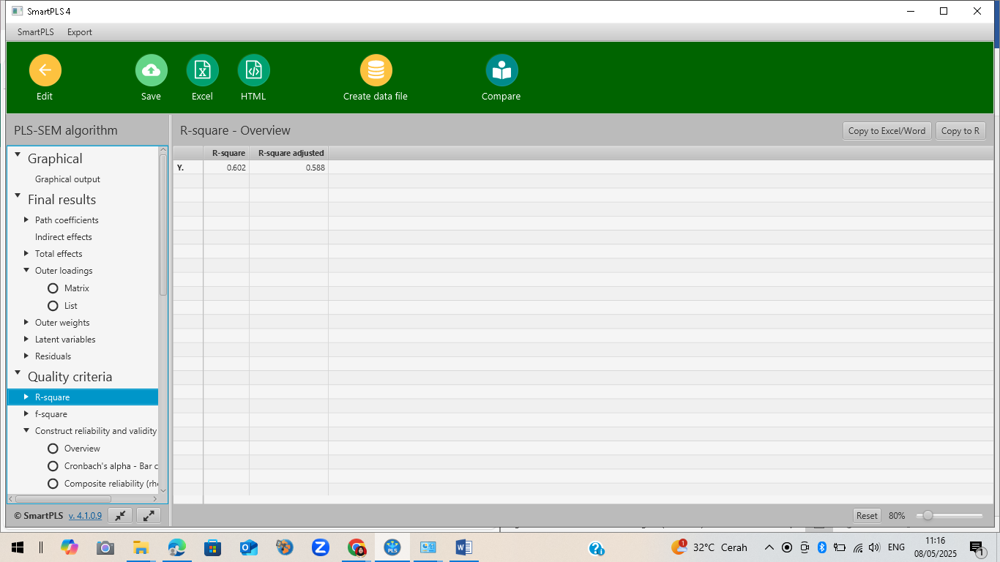 SmartPLS 4
SmartPLS Export
Edit Save Excel HTML Create data file Compare
PLS-SEM algorithm
Graphical
Graphical output
Final results
Path coefficients
Indirect effects
Total effects
Outer loadings
Matrix
List
Outer weights
Latent variables
Residuals
Quality criteria
R-square
f-square
Construct reliability and validity
Overview
Cronbach's alpha - Bar c
Composite reliability (rh
© SmartPLS v. 4.1.0.9
R-square - Overview Copy to Excel/Word Copy to R
R-square R-square adjusted
Y. 0.602 0.588
Reset 80%
PLS
1 32°C Cerah ENG 11:16
08/05/2025 1